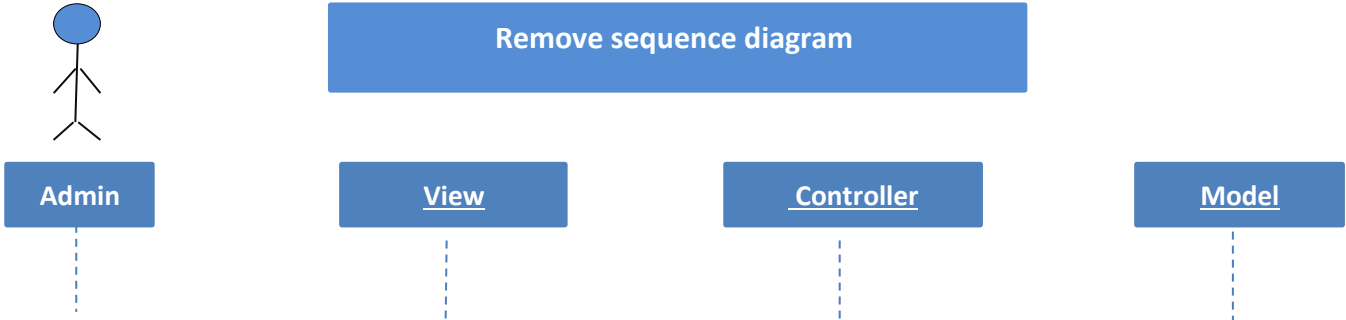 Remove sequence diagram
Admin
View
Controller
Model